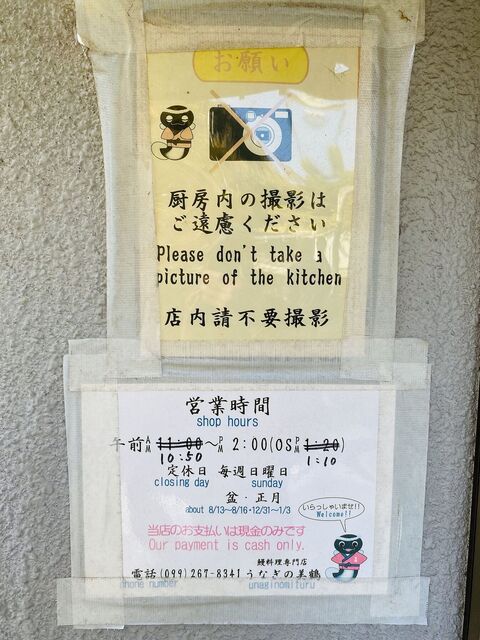 お願い
厨房内の撮影は
ご遠慮ください
Please don't take a
picture of the kitchen
店内請不要撮影
営業時間
shop hours
午前AM 11:00～PM 2:00(OSPM 1:20)
10:50 1:10
定休日 毎週日曜日
closing day sunday
盆・正月
about 8/13～8/16・12/31～1/3
いらっしゃいませ!!
Welcome!!
当店のお支払いは現金のみです
Our payment is cash only.
鰻料理専門店
電話(099)267-8341 うなぎの美鶴
phone number unaginomituru